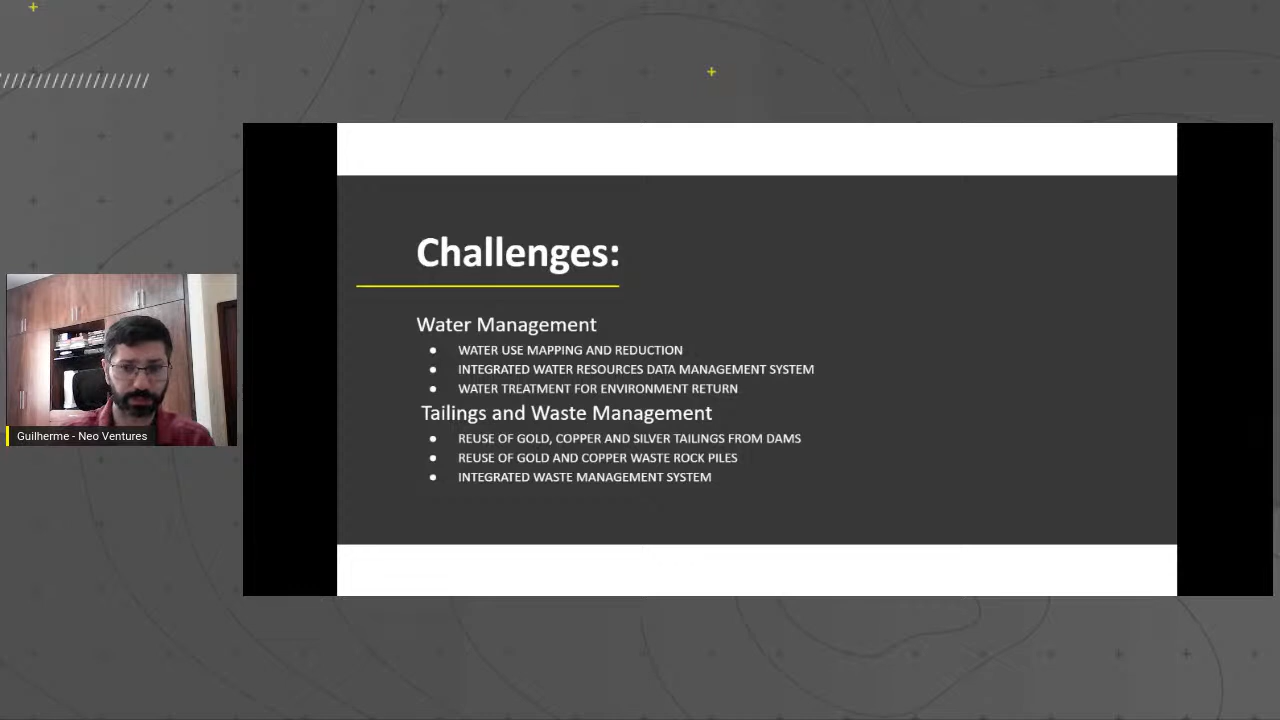 Challenges:
Water Management
● WATER USE MAPPING AND REDUCTION
● INTEGRATED WATER RESOURCES DATA MANAGEMENT SYSTEM
● WATER TREATMENT FOR ENVIRONMENT RETURN
Tailings and Waste Management
● REUSE OF GOLD, COPPER AND SILVER TAILINGS FROM DAMS
● REUSE OF GOLD AND COPPER WASTE ROCK PILES
● INTEGRATED WASTE MANAGEMENT SYSTEM
Guilherme - Neo Ventures